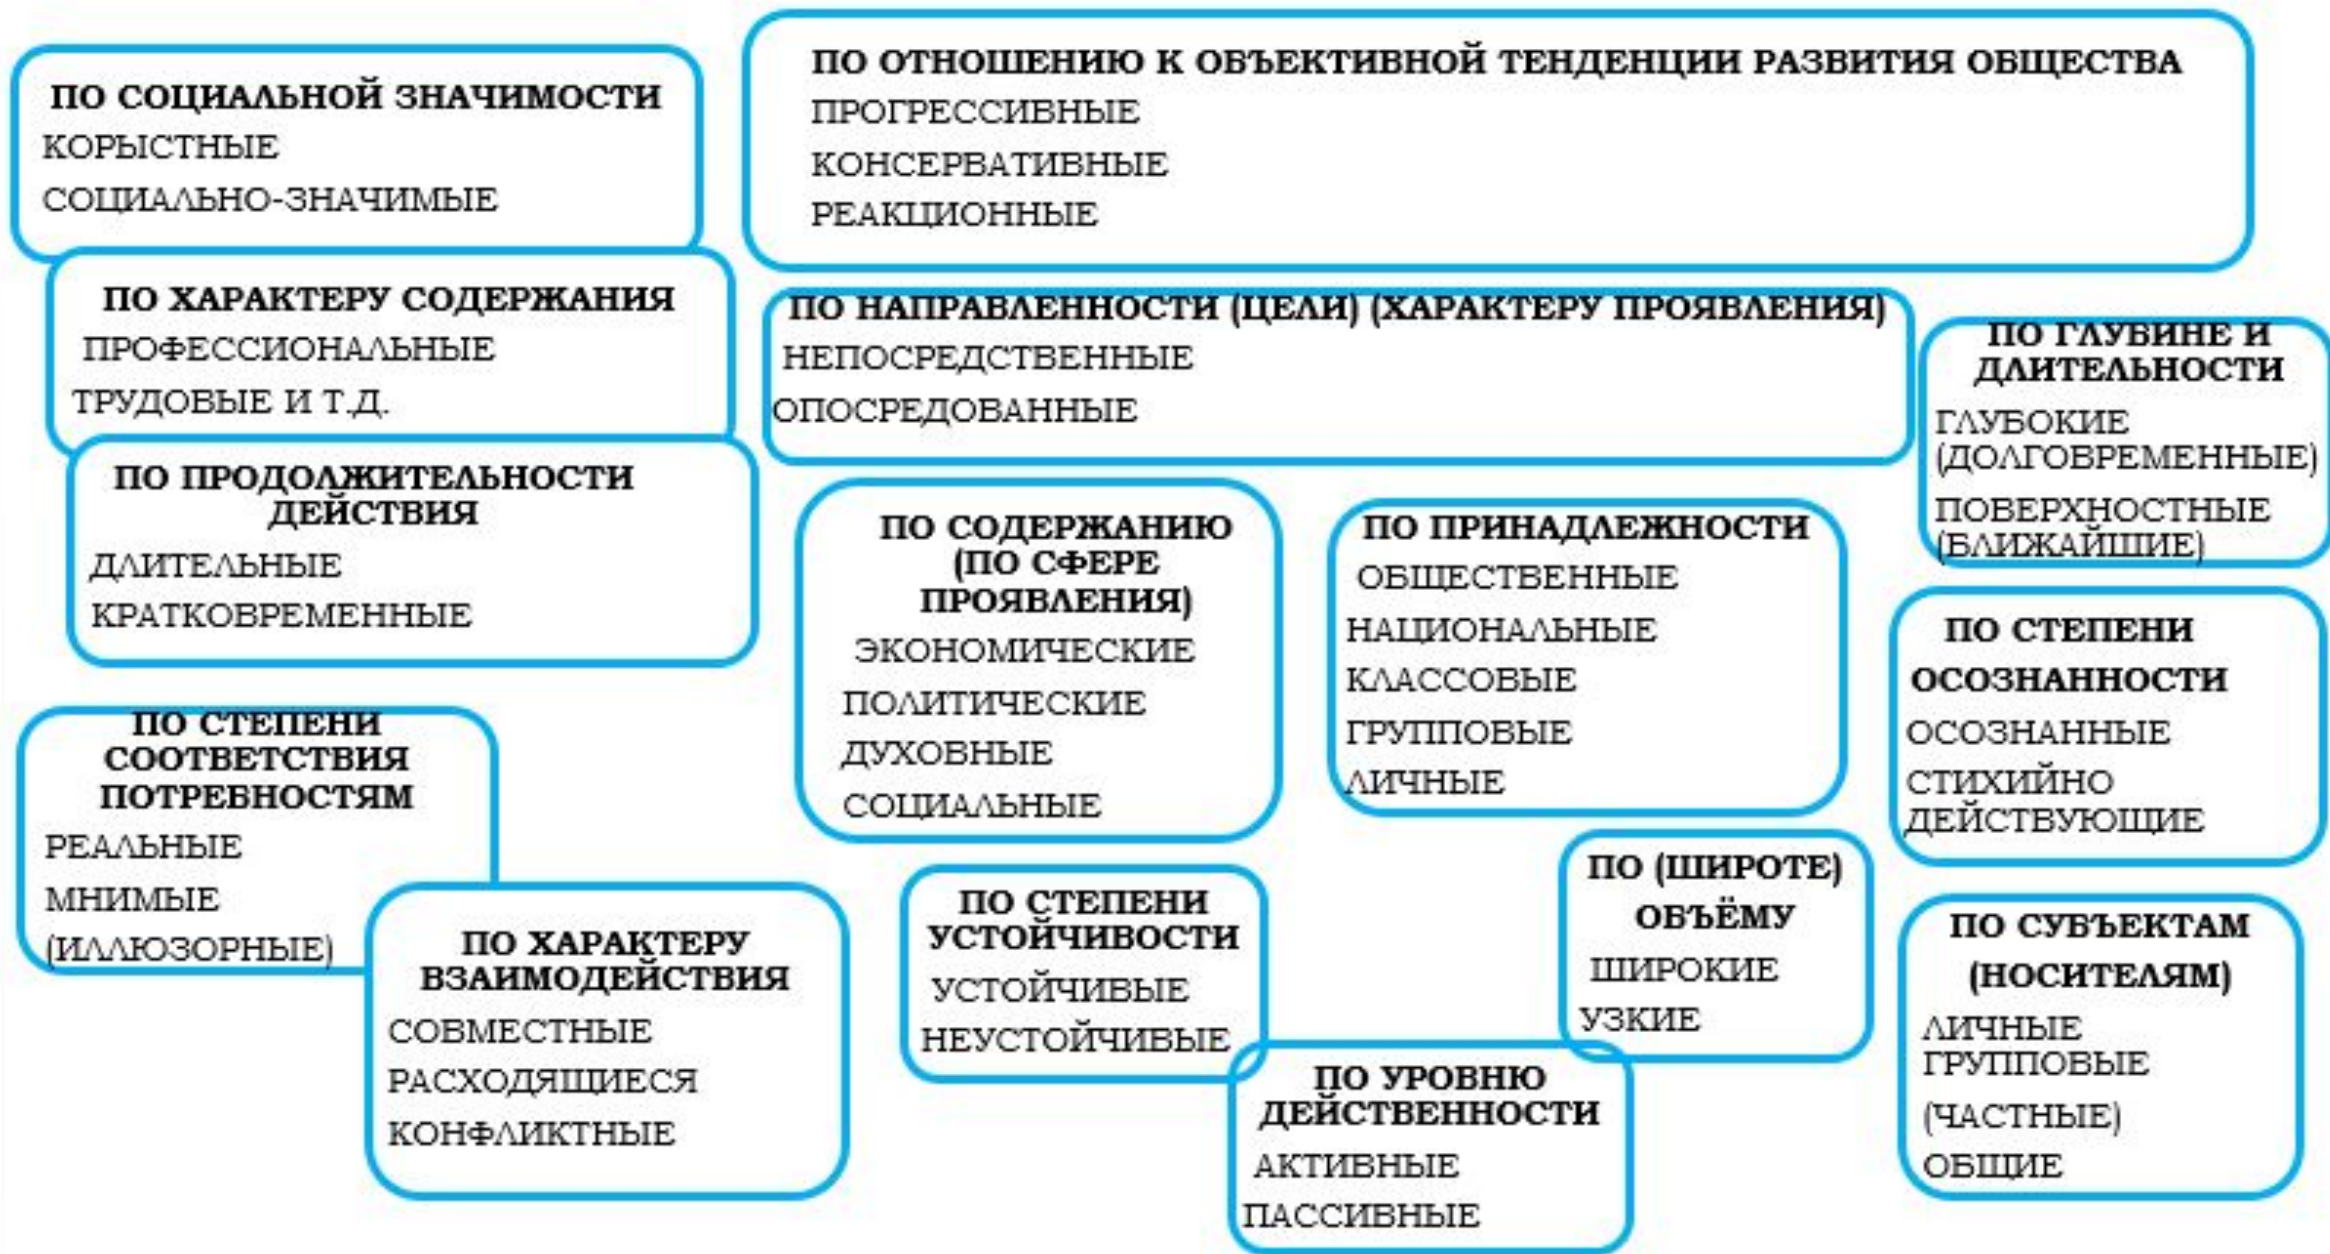 ПО СОЦИАЛЬНОЙ ЗНАЧИМОСТИ
КОРЫСТНЫЕ
СОЦИАЛЬНО-ЗНАЧИМЫЕ
ПО ОТНОШЕНИЮ К ОБЪЕКТИВНОЙ ТЕНДЕНЦИИ РАЗВИТИЯ ОБЩЕСТВА
ПРОГРЕССИВНЫЕ
КОНСЕРВАТИВНЫЕ
РЕАКЦИОННЫЕ
ПО ХАРАКТЕРУ СОДЕРЖАНИЯ
ПРОФЕССИОНАЛЬНЫЕ
ТРУДОВЫЕ И Т.Д.
ПО НАПРАВЛЕННОСТИ (ЦЕЛИ) (ХАРАКТЕРУ ПРОЯВЛЕНИЯ)
НЕПОСРЕДСТВЕННЫЕ
ОПОСРЕДОВАННЫЕ
ПО ГЛУБИНЕ И
ДЛИТЕЛЬНОСТИ
ГЛУБОКИЕ
(ДОЛГОВРЕМЕННЫЕ)
ПОВЕРХНОСТНЫЕ
(БЛИЖАЙШИЕ)
ПО ПРОДОЛЖИТЕЛЬНОСТИ
ДЕЙСТВИЯ
ДЛИТЕЛЬНЫЕ
КРАТКОВРЕМЕННЫЕ
ПО СОДЕРЖАНИЮ
(ПО СФЕРЕ
ПРОЯВЛЕНИЯ)
ЭКОНОМИЧЕСКИЕ
ПОЛИТИЧЕСКИЕ
ДУХОВНЫЕ
СОЦИАЛЬНЫЕ
ПО ПРИНАДЛЕЖНОСТИ
ОБЩЕСТВЕННЫЕ
НАЦИОНАЛЬНЫЕ
КЛАССОВЫЕ
ГРУППОВЫЕ
ЛИЧНЫЕ
ПО СТЕПЕНИ
ОСОЗНАННОСТИ
ОСОЗНАННЫЕ
СТИХИЙНО
ДЕЙСТВУЮЩИЕ
ПО СТЕПЕНИ
СООТВЕТСТВИЯ
ПОТРЕБНОСТЯМ
РЕАЛЬНЫЕ
МНИМЫЕ
(ИЛЛЮЗОРНЫЕ)
ПО ХАРАКТЕРУ
ВЗАИМОДЕЙСТВИЯ
СОВМЕСТНЫЕ
РАСХОДЯЩИЕСЯ
КОНФЛИКТНЫЕ
ПО СТЕПЕНИ
УСТОЙЧИВОСТИ
УСТОЙЧИВЫЕ
НЕУСТОЙЧИВЫЕ
ПО (ШИРОТЕ)
ОБЪЁМУ
ШИРОКИЕ
УЗКИЕ
ПО УРОВНЮ
ДЕЙСТВЕННОСТИ
АКТИВНЫЕ
ПАССИВНЫЕ
ПО СУБЪЕКТАМ
(НОСИТЕЛЯМ)
ЛИЧНЫЕ
ГРУППОВЫЕ
(ЧАСТНЫЕ)
ОБЩИЕ